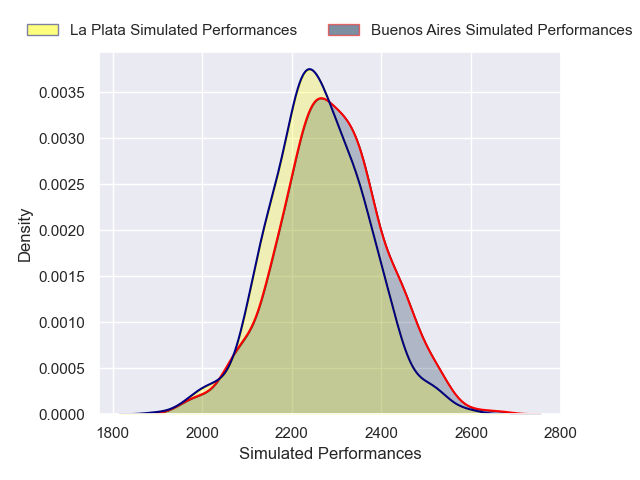 La Plata Simulated Performances
Buenos Aires Simulated Performances
0.0035
0.0030
0.0025
0.0020
0.0015
0.0010
0.0005
0.0000
Density
1800 2000 2200 2400 2600 2800
Simulated Performances